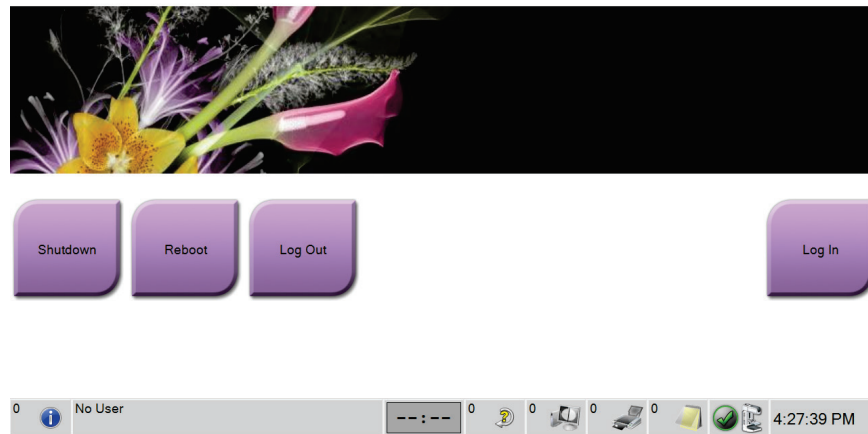 Shutdown
Reboot
Log Out
Log In
0
No User
--:--
0
0
0
0
4:27:39 PM